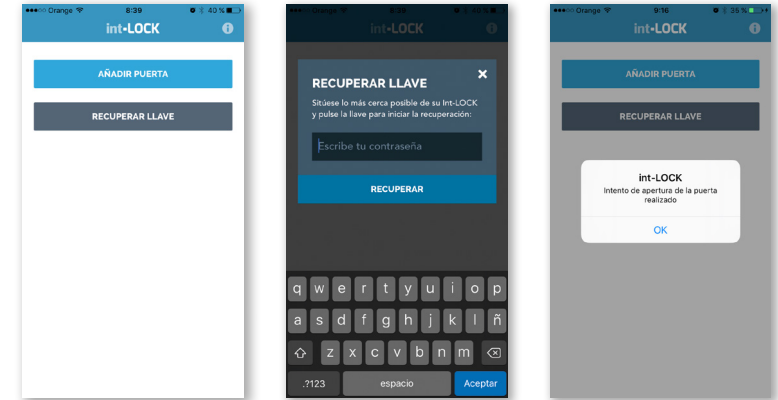 Orange 8:39 40 %
int-LOCK
AÑADIR PUERTA
RECUPERAR LLAVE
int-LOCK
RECUPERAR LLAVE
Sitúese lo más cerca posible de su Int-LOCK
y pulse la llave para iniciar la recuperación:
Escribe tu contraseña
RECUPERAR
q w e r t y u i o p
a s d f g h j k l ñ
z x c v b n m
.?123 espacio Aceptar
Orange 9:16 35 %
int-LOCK
AÑADIR PUERTA
RECUPERAR LLAVE
int-LOCK
Intento de apertura de la puerta
realizado
OK